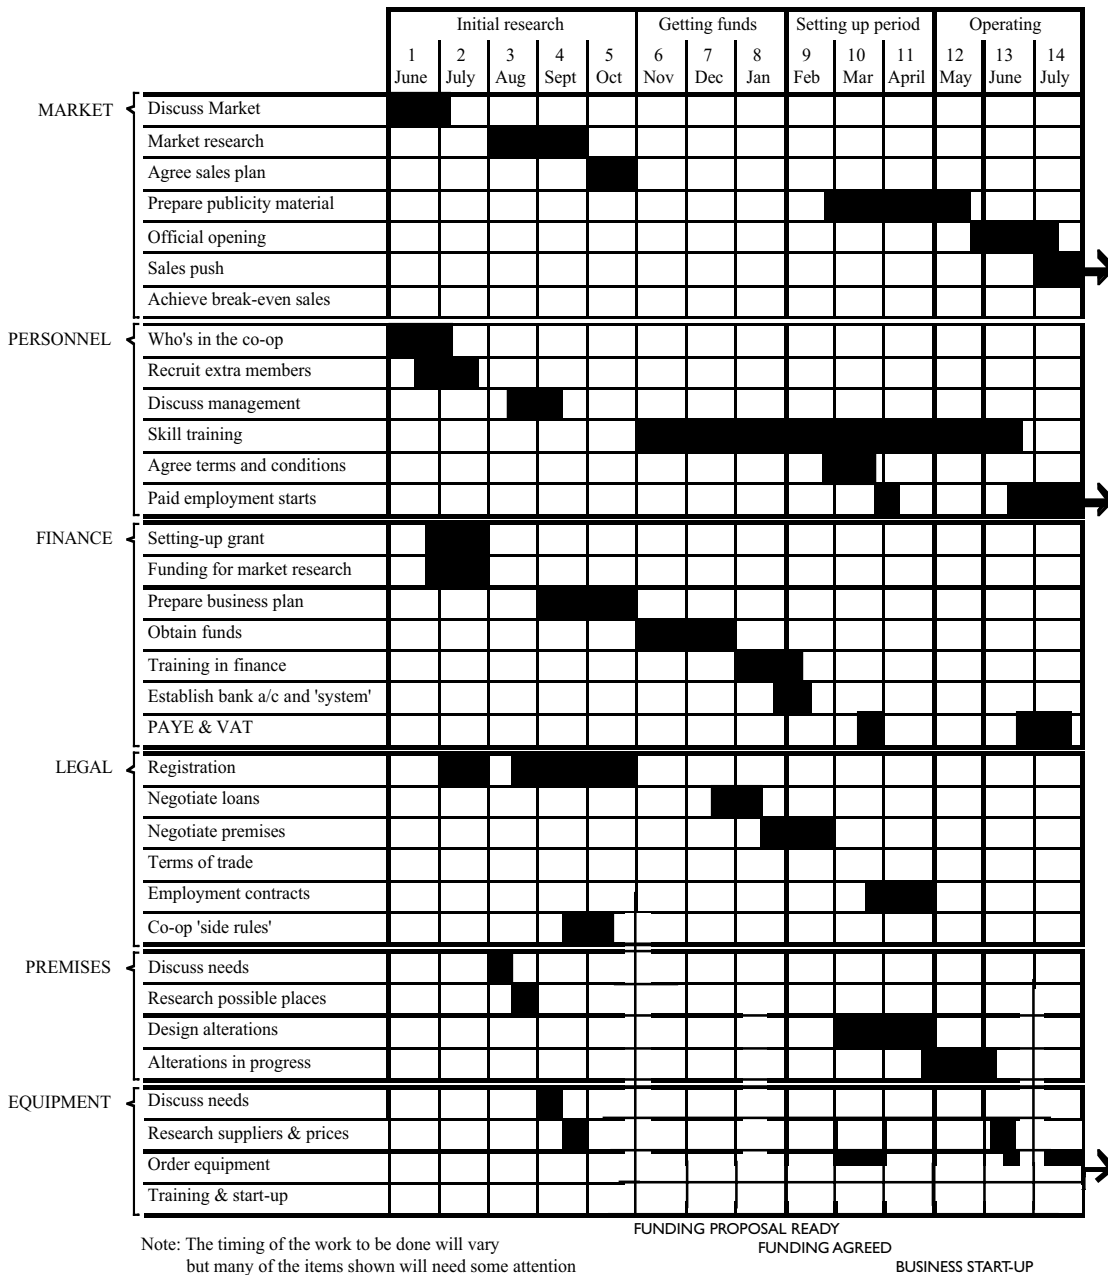 Initial research Getting funds Setting up period Operating
1 2 3 4 5 6 7 8 9 10 11 12 13 14
June July Aug Sept Oct Nov Dec Jan Feb Mar April May June July
MARKET Discuss Market
Market research
Agree sales plan
Prepare publicity material
Official opening
Sales push
Achieve break-even sales
PERSONNEL Who's in the co-op
Recruit extra members
Discuss management
Skill training
Agree terms and conditions
Paid employment starts
FINANCE Setting-up grant
Funding for market research
Prepare business plan
Obtain funds
Training in finance
Establish bank a/c and 'system'
PAYE & VAT
LEGAL Registration
Negotiate loans
Negotiate premises
Terms of trade
Employment contracts
Co-op 'side rules'
PREMISES Discuss needs
Research possible places
Design alterations
Alterations in progress
EQUIPMENT Discuss needs
Research suppliers & prices
Order equipment
Training & start-up
FUNDING PROPOSAL READY
FUNDING AGREED
BUSINESS START-UP
Note: The timing of the work to be done will vary
but many of the items shown will need some attention